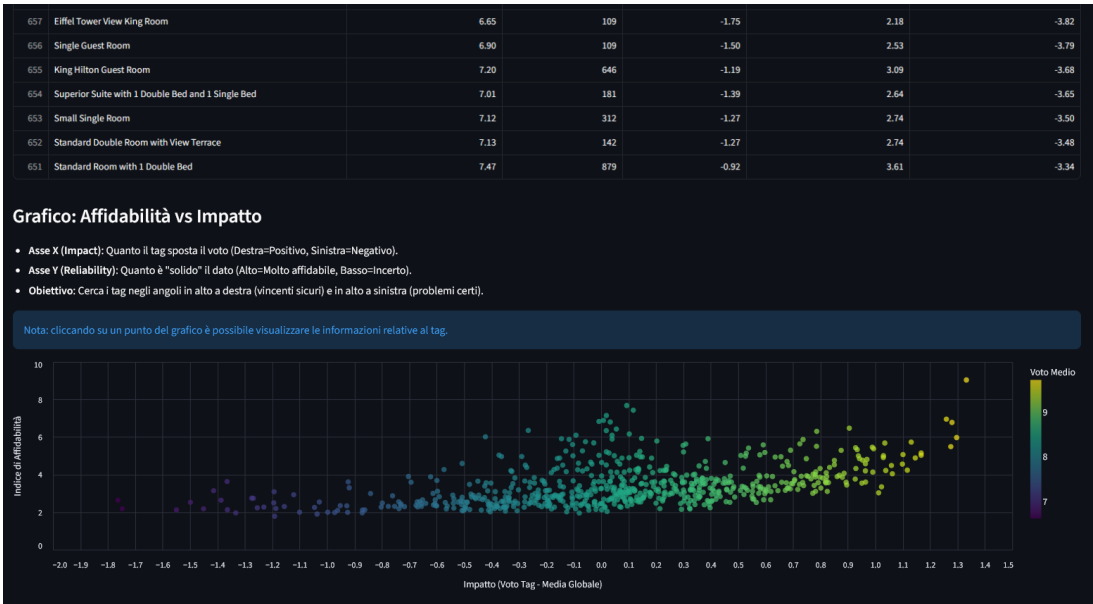 657 Eiffel Tower View King Room 6.65 109 -1.75 2.18 -3.82
656 Single Guest Room 6.90 109 -1.50 2.53 -3.79
655 King Hilton Guest Room 7.20 646 -1.19 3.09 -3.68
654 Superior Suite with 1 Double Bed and 1 Single Bed 7.01 181 -1.39 2.64 -3.65
653 Small Single Room 7.12 312 -1.27 2.74 -3.50
652 Standard Double Room with View Terrace 7.13 142 -1.27 2.74 -3.48
651 Standard Room with 1 Double Bed 7.47 879 -0.92 3.61 -3.34
Grafico: Affidabilità vs Impatto
• Asse X (Impact): Quanto il tag sposta il voto (Destra=Positivo, Sinistra=Negativo).
• Asse Y (Reliability): Quanto è "solido" il dato (Alto=Molto affidabile, Basso=Incerto).
• Obiettivo: Cerca i tag negli angoli in alto a destra (vincenti sicuri) e in alto a sinistra (problemi certi).
Nota: cliccando su un punto del grafico è possibile visualizzare le informazioni relative al tag.
Voto Medio
9
8
7
Indice di Affidabilità
10
8
6
4
2
0
−2.0 −1.9 −1.8 −1.7 −1.6 −1.5 −1.4 −1.3 −1.2 −1.1 −1.0 −0.9 −0.8 −0.7 −0.6 −0.5 −0.4 −0.3 −0.2 −0.1 0.0 0.1 0.2 0.3 0.4 0.5 0.6 0.7 0.8 0.9 1.0 1.1 1.2 1.3 1.4 1.5
Impatto (Voto Tag - Media Globale)